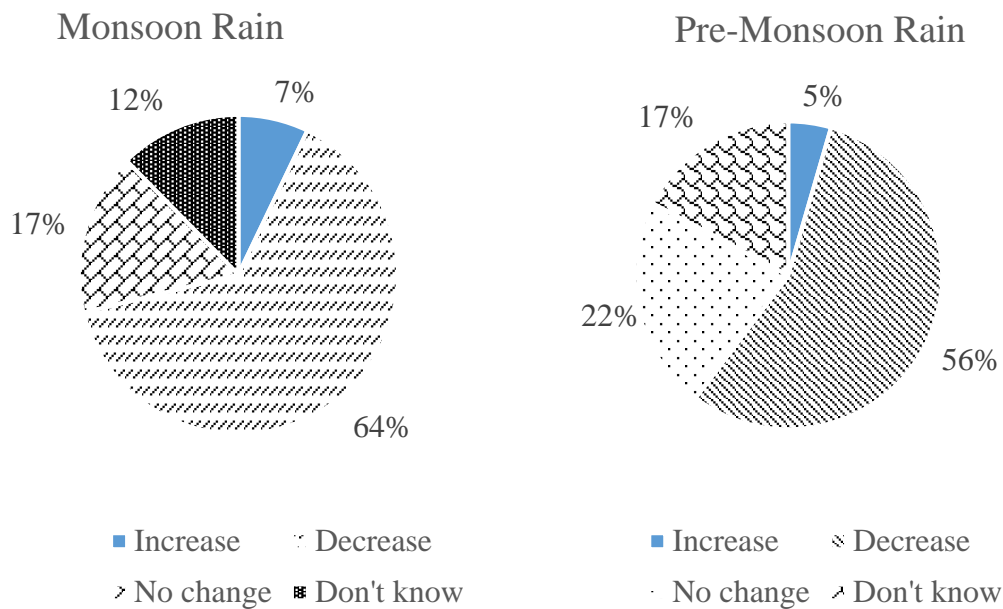 Monsoon Rain
12%
7%
17%
64%
Increase
Decrease
No change
Don't know
Pre-Monsoon Rain
17%
5%
22%
56%
Increase
Decrease
No change
Don't know